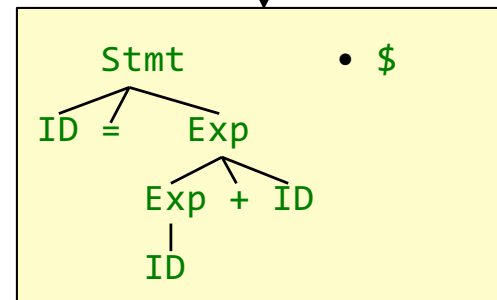 Stmt • $
ID = Exp
Exp + ID
ID